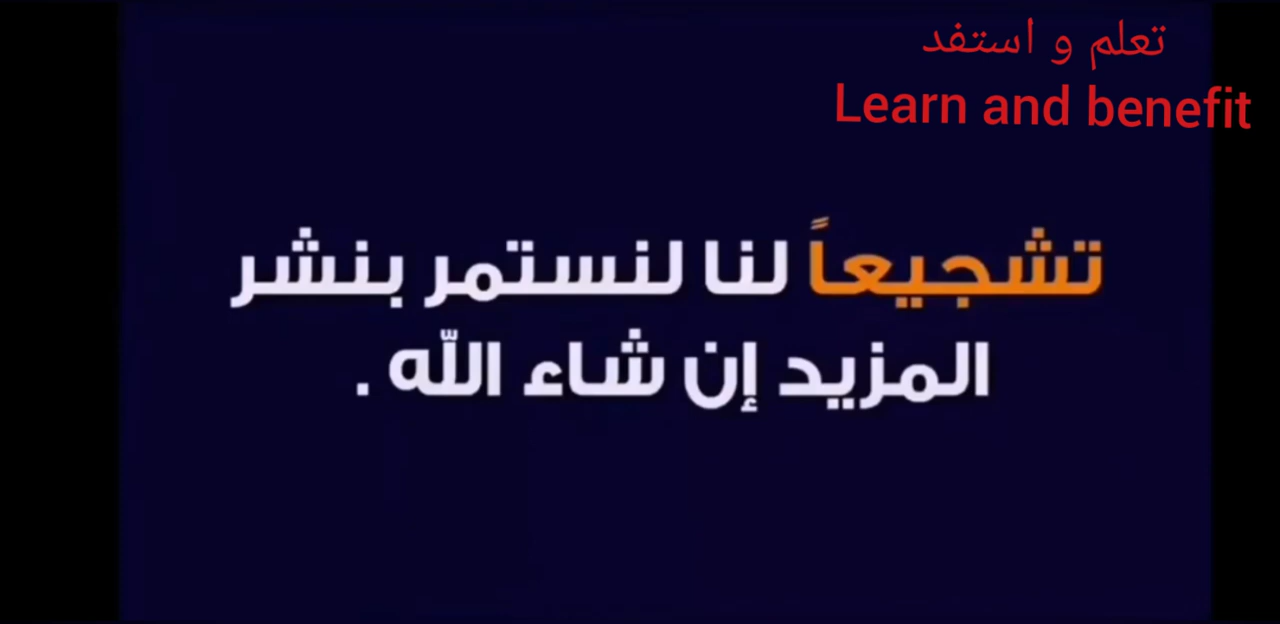 تعلم و استفد
Learn and benefit
تشجيعاً لنا لنستمر بنشر
المزيد إن شاء الله .